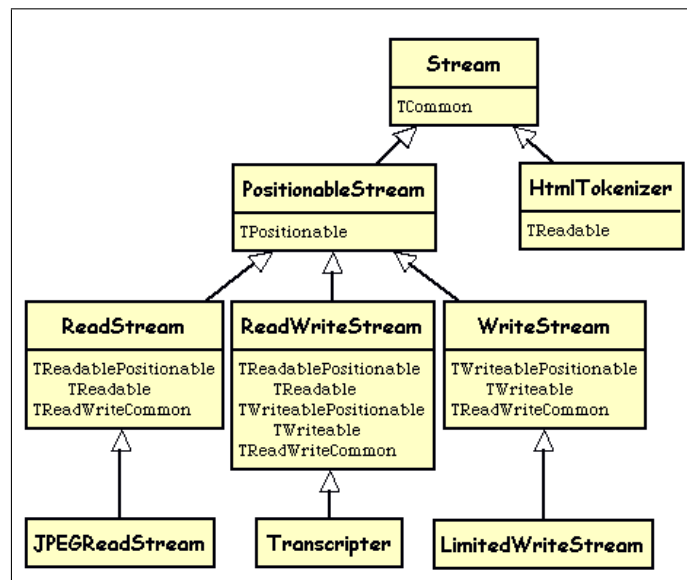 Stream
TCommon
PositionableStream
TPositionable
HtmlTokenizer
TReadable
ReadStream
TReadablePositionable
TReadable
TReadWriteCommon
ReadWriteStream
TReadablePositionable
TReadable
TWriteablePositionable
TWriteable
TReadWriteCommon
WriteStream
TWriteablePositionable
TWriteable
TReadWriteCommon
JPEGReadStream
Transcripter
LimitedWriteStream